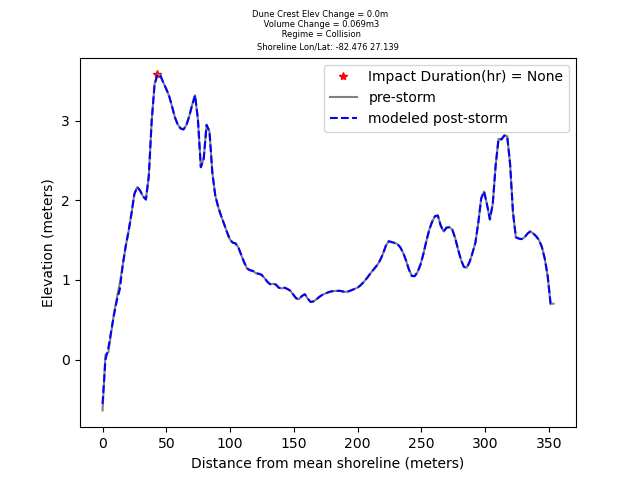 Dune Crest Elev Change = 0.0m
Volume Change = 0.069m3
Regime = Collision
Shoreline Lon/Lat: -82.476 27.139
Impact Duration(hr) = None
pre-storm
modeled post-storm
Elevation (meters)
3
2
1
0
0 50 100 150 200 250 300 350
Distance from mean shoreline (meters)